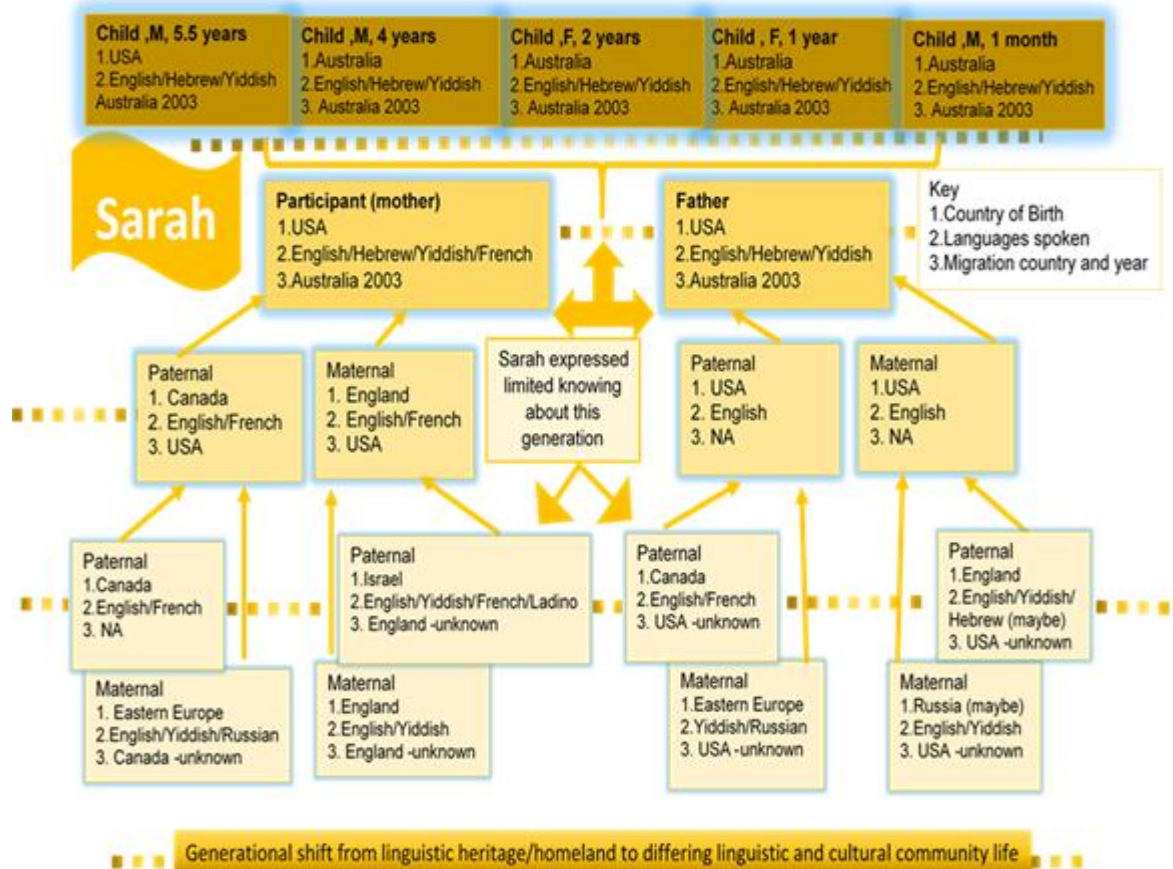 Child ,M, 5.5 years
1.USA
2.English/Hebrew/Yiddish
Australia 2003
Child ,M, 4 years
1.Australia
2.English/Hebrew/Yiddish
3. Australia 2003
Child ,F, 2 years
1.Australia
2.English/Hebrew/Yiddish
3. Australia 2003
Child , F, 1 year
1.Australia
2.English/Hebrew/Yiddish
3. Australia 2003
Child ,M, 1 month
1.Australia
2.English/Hebrew/Yiddish
3. Australia 2003
Sarah
Participant (mother)
1.USA
2.English/Hebrew/Yiddish/French
3.Australia 2003
Father
1.USA
2.English/Hebrew/Yiddish
3.Australia 2003
Key
1.Country of Birth
2.Languages spoken
3.Migration country and year
Paternal
1. Canada
2. English/French
3. USA
Maternal
1. England
2. English/French
3. USA
Sarah expressed
limited knowing
about this
generation
Paternal
1. USA
2. English
3. NA
Maternal
1.USA
2. English
3. NA
Paternal
1.Canada
2.English/French
3. NA
Paternal
1.Israel
2.English/Yiddish/French/Ladino
3. England -unknown
Paternal
1.Canada
2.English/French
3. USA -unknown
Paternal
1.England
2.English/Yiddish/
Hebrew (maybe)
3. USA -unknown
Maternal
1. Eastern Europe
2.English/Yiddish/Russian
3. Canada -unknown
Maternal
1.England
2.English/Yiddish
3. England -unknown
Maternal
1.Eastern Europe
2.Yiddish/Russian
3. USA -unknown
Maternal
1.Russia (maybe)
2.English/Yiddish
3. USA -unknown
Generational shift from linguistic heritage/homeland to differing linguistic and cultural community life